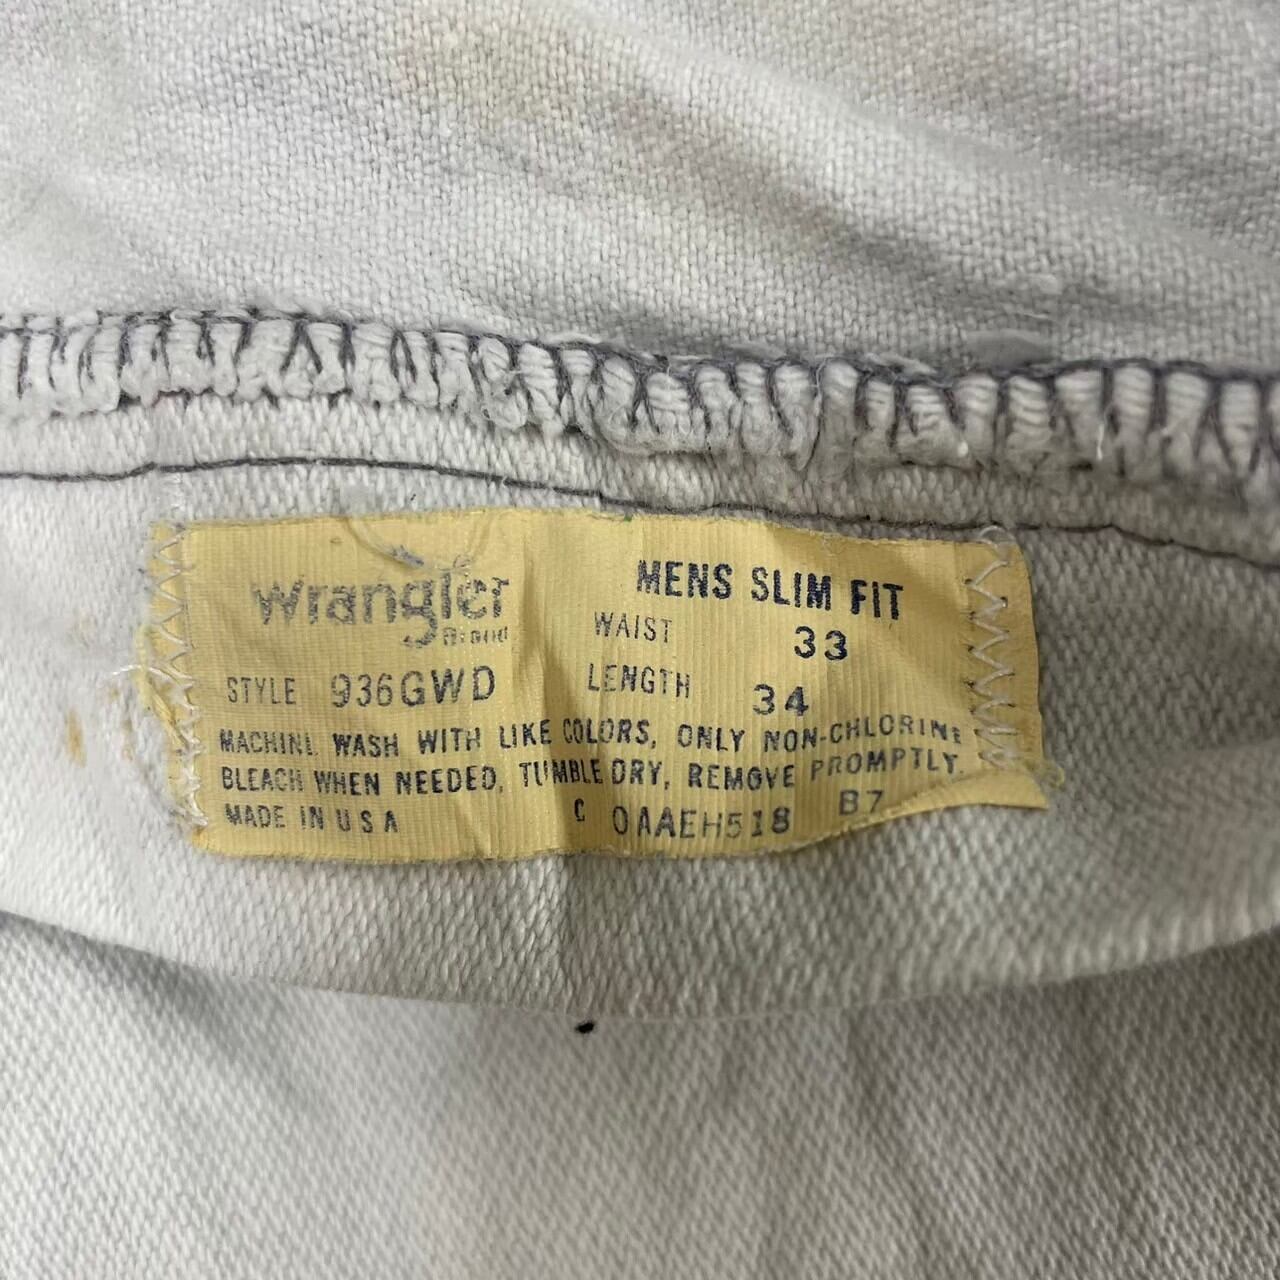 Wrangler
Brand
MENS SLIM FIT
WAIST 33
STYLE 936GWD
LENGTH 34
MACHINE WASH WITH LIKE COLORS, ONLY NON-CHLORINE
BLEACH WHEN NEEDED, TUMBLE DRY, REMOVE PROMPTLY.
MADE IN U S A C 0AAEH518 B7